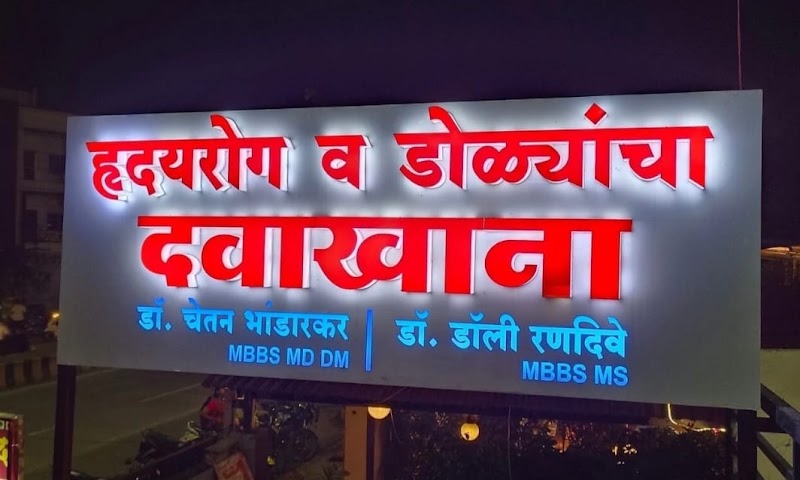 हृदयरोग व डोळ्यांचा
दवाखाना
डॉ. चेतन भांडारकर
MBBS MD DM
डॉ. डॉली रणदिवे
MBBS MS